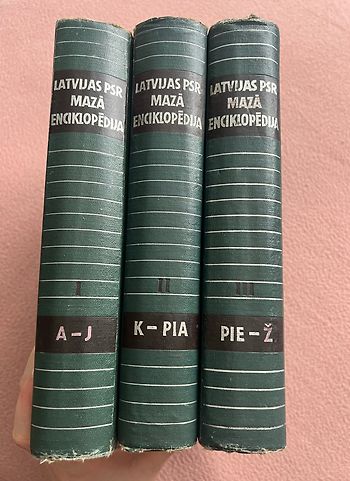 LATVIJAS PSR
MAZĀ
ENCIKLOPĒDIJA
I
A – J
LATVIJAS PSR
MAZĀ
ENCIKLOPĒDIJA
II
K – PIA
LATVIJAS PSR
MAZĀ
ENCIKLOPĒDIJA
III
PIE – Ž